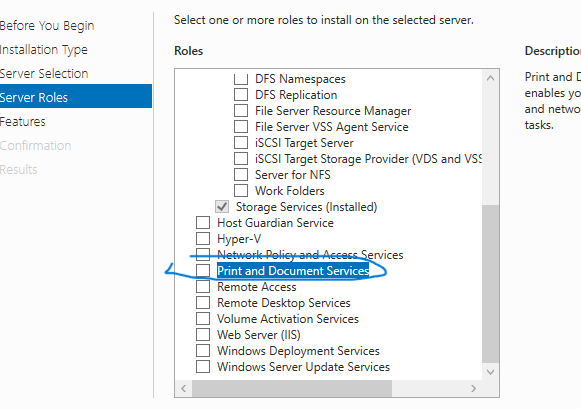 Select one or more roles to install on the selected server.
Before You Begin
Installation Type
Server Selection
Server Roles
Features
Confirmation
Results
Roles
DFS Namespaces
DFS Replication
File Server Resource Manager
File Server VSS Agent Service
iSCSI Target Server
iSCSI Target Storage Provider (VDS and VSS
Server for NFS
Work Folders
Storage Services (Installed)
Host Guardian Service
Hyper-V
Network Policy and Access Services
Print and Document Services
Remote Access
Remote Desktop Services
Volume Activation Services
Web Server (IIS)
Windows Deployment Services
Windows Server Update Services
Description
Print and D
enables yo
and netwo
tasks.